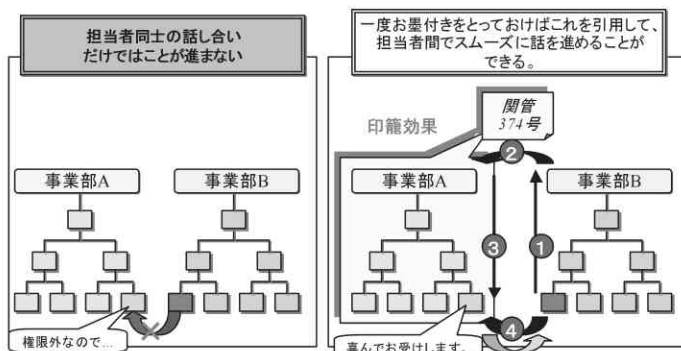 担当者同士の話し合い
だけではことが進まない
事業部A
事業部B
権限外なので…
一度お墨付きをとっておけばこれを引用して、
担当者間でスムーズに話を進めることが
できる。
印籠効果
関管
374号
②
事業部A
事業部B
③
①
④
喜んでお受けします。